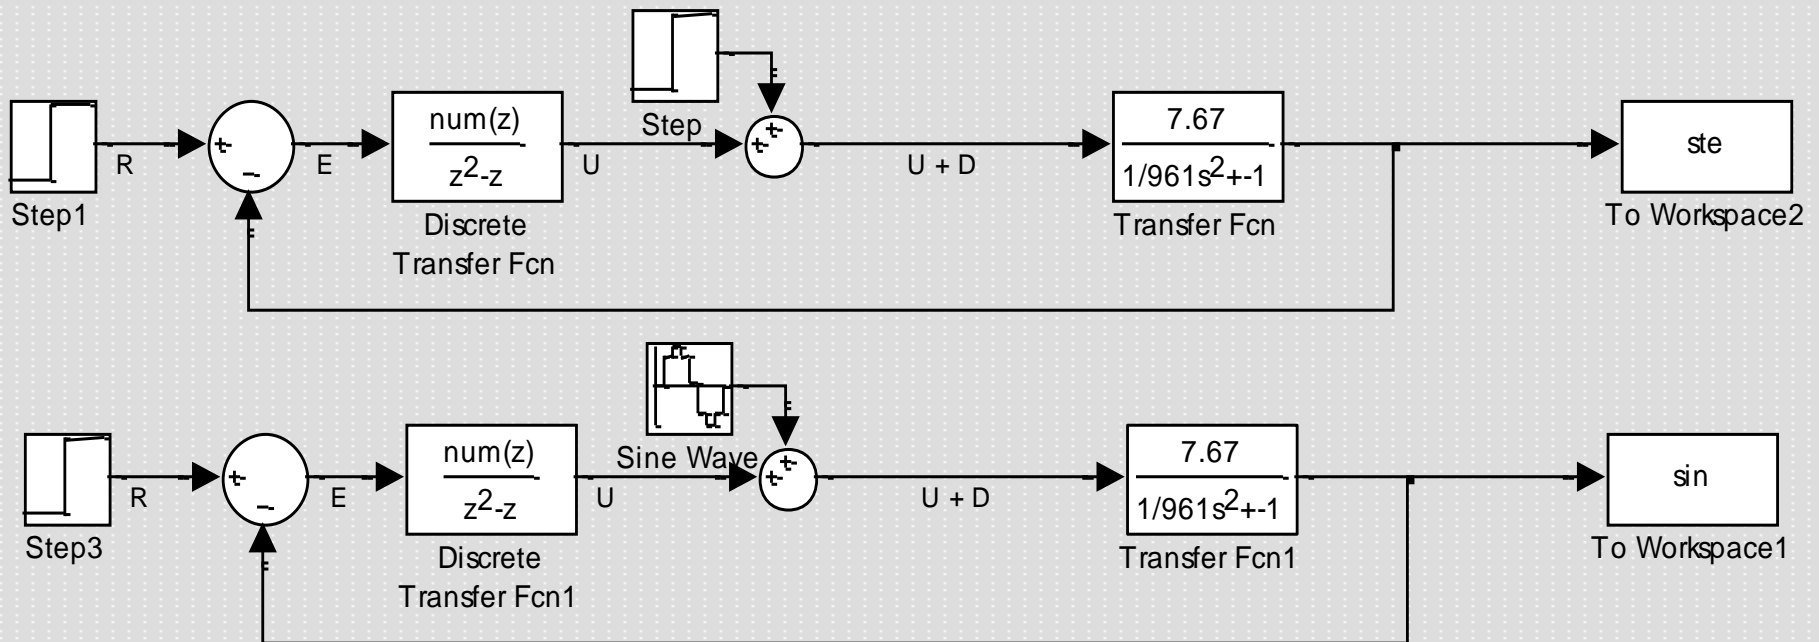 Step
num(z)
z2-z
7.67
1/961s2+-1
ste
R
E
U
U + D
Step1
Discrete
Transfer Fcn
Transfer Fcn
To Workspace2
Sine Wave
num(z)
z2-z
7.67
1/961s2+-1
sin
R
E
U
U + D
Step3
Discrete
Transfer Fcn1
Transfer Fcn1
To Workspace1